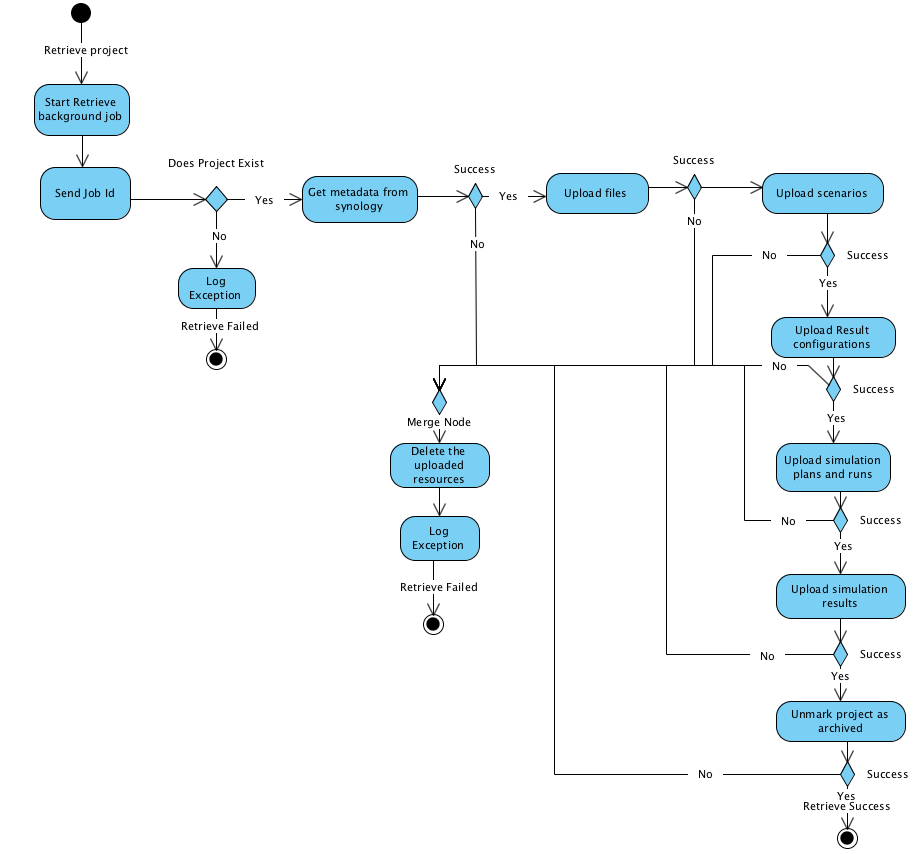 Retrieve project
Start Retrieve
background job
Send Job Id
Does Project Exist
Yes
No
Log
Exception
Retrieve Failed
Get metadata from
synology
Success
Yes
No
Upload files
Success
No
Upload scenarios
Success
No
Yes
Upload Result
configurations
No
Success
Yes
Merge Node
Delete the
uploaded
resources
Log
Exception
Retrieve Failed
Upload simulation
plans and runs
No
Success
Yes
Upload simulation
results
No
Success
Yes
Unmark project as
archived
No
Success
Yes
Retrieve Success